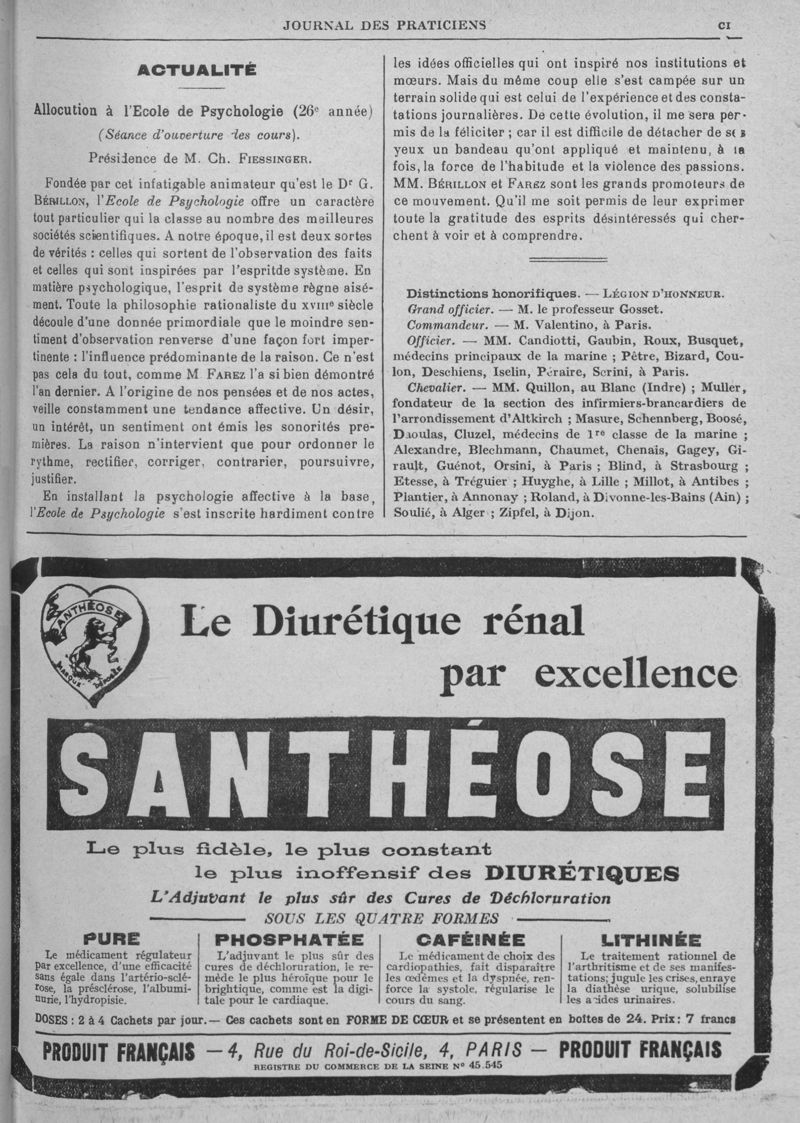 JOURNAL DES PRATICIENS
CI
ACTUALITÉ
Allocution à l'Ecole de Psychologie (26e année)
(Séance d'ouverture des cours).
Présidence de M. Ch. FIESSINGER.
Fondée par cet infatigable animateur qu'est le Dr G.
BÉRILLON, l'Ecole de Psychologie offre un caractère
tout particulier qui la classe au nombre des meilleures
sociétés scientifiques. A notre époque, il est deux sortes
de vérités : celles qui sortent de l'observation des faits
et celles qui sont inspirées par l'esprit de système. En
matière psychologique, l'esprit de système règne aisé-
ment. Toute la philosophie rationaliste du XVIIIe siècle
découle d'une donnée primordiale que le moindre sen-
timent d'observation renverse d'une façon fort imper-
tinente : l'influence prédominante de la raison. Ce n'est
pas cela du tout, comme M FAREZ l'a si bien démontré
l'an dernier. A l'origine de nos pensées et de nos actes,
veille constamment une tendance affective. Un désir,
un intérêt, un sentiment ont émis les sonorités pre-
mières. La raison n'intervient que pour ordonner le
rythme, rectifier, corriger, contrarier, poursuivre,
justifier.
En installant la psychologie affective à la base,
l'Ecole de Psychologie s'est inscrite hardiment contre
les idées officielles qui ont inspiré nos institutions et
mœurs. Mais du même coup elle s'est campée sur un
terrain solide qui est celui de l'expérience et des consta-
tations journalières. De cette évolution, il me sera per-
mis de la féliciter ; car il est difficile de détacher de ses
yeux un bandeau qu'ont appliqué et maintenu, à la
fois, la force de l'habitude et la violence des passions.
MM. BÉRILLON et FAREZ sont les grands promoteurs de
ce mouvement. Qu'il me soit permis de leur exprimer
toute la gratitude des esprits désintéressés qui cher-
chent à voir et à comprendre.
Distinctions honorifiques. — LÉGION D'HONNEUR.
Grand officier. — M. le professeur Gosset.
Commandeur. — M. Valentino, à Paris.
Officier. — MM. Candiotti, Gaubin, Roux, Busquet,
médecins principaux de la marine ; Pètre, Bizard, Cou-
lon, Deschiens, Iselin, Péraire, Scrini, à Paris.
Chevalier. — MM. Quillon, au Blanc (Indre) ; Muller,
fondateur de la section des infirmiers-brancardiers de
l'arrondissement d'Altkirch ; Masure, Schennberg, Boosé,
Daoulas, Cluzel, médecins de 1re classe de la marine ;
Alexandre, Blechmann, Chaumet, Chenais, Gagey, Gi-
rault, Guénot, Orsini, à Paris ; Blind, à Strasbourg ;
Etesse, à Tréguier ; Huyghe, à Lille ; Millot, à Antibes ;
Plantier, à Annonay ; Roland, à Divonne-les-Bains (Ain) ;
Soulié, à Alger ; Zipfel, à Dijon.
SANTHÉOSE
MARQUE DÉPOSÉE
Le Diurétique rénal
par excellence
SANTHÉOSE
Le plus fidèle, le plus constant
le plus inoffensif des DIURÉTIQUES
L'Adjuvant le plus sûr des Cures de Déchloruration
SOUS LES QUATRE FORMES
PURE
Le médicament régulateur
par excellence, d'une efficacité
sans égale dans l'artério-sclé-
rose, la présclérose, l'albumi-
nurie, l'hydropisie.
PHOSPHATÉE
L'adjuvant le plus sûr des
cures de déchloruration, le re-
mède le plus héroïque pour le
brightique, comme est la digi-
tale pour le cardiaque.
CAFÉINÉE
Le médicament de choix des
cardiopathies, fait disparaître
les œdèmes et la dyspnée, ren-
force la systole, régularise le
cours du sang.
LITHINÉE
Le traitement rationnel de
l'arthritisme et de ses manifes-
tations; jugule les crises, enraye
la diathèse urique, solubilise
les acides urinaires.
DOSES : 2 à 4 Cachets par jour. — Ces cachets sont en FORME DE CŒUR et se présentent en boîtes de 24. Prix : 7 francs
PRODUIT FRANÇAIS — 4, Rue du Roi-de-Sicile, 4, PARIS — PRODUIT FRANÇAIS
REGISTRE DU COMMERCE DE LA SEINE No 45.545